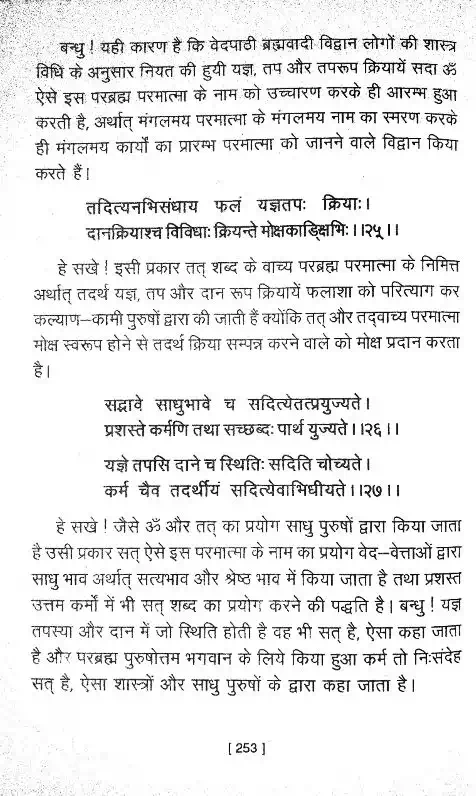 बन्धु ! यही कारण है कि वेदपाठी ब्रह्मवादी विद्वान लोगों की शास्त्र
विधि के अनुसार नियत की हुयी यज्ञ, तप और तपरूप क्रियायें सदा ॐ
ऐसे इस परब्रह्म परमात्मा के नाम को उच्चारण करके ही आरम्भ हुआ
करती है, अर्थात् मंगलमय परमात्मा के मंगलमय नाम का स्मरण करके
ही मंगलमय कार्यो का प्रारम्भ परमात्मा को जानने वाले विद्वान किया
करते हैं।
तदित्यनभिसंधाय फलं यज्ञतपः क्रियाः।
दानक्रियाश्च विविधाः क्रियन्ते मोक्षकाङि्क्षभिः।।२५्।।
हे सखे ! इसी प्रकार तत् शब्द के वाच्य परब्रह्म परमात्मा के निमित्त
अर्थात् तदर्थ यज्ञ, तप और दान रूप क्रियायें फलाशा को परित्याग कर
कल्याण–कामी पुरुषों द्वारा की जाती हैं क्योंकि तत् और तद्वाच्य परमात्मा
मोक्ष स्वरूप होने से तदर्थ क्रिया सम्पन्न करने वाले को मोक्ष प्रदान करता
है।
सद्भावे साधुभावे च सदित्येतत्प्रयुज्यते।
प्रशस्ते कर्मणि तथा सच्छब्दः पार्थ युज्यते।।२६।।
यज्ञे तपसि दाने च स्थितिः सदिति चोच्यते।
कर्म चैव तदर्थीयं सदित्येवाभिधीयते।।२७।।
हे सखे ! जैसे ॐ और तत् का प्रयोग साधु पुरुषों द्वारा किया जाता
है उसी प्रकार सत् ऐसे इस परमात्मा के नाम का प्रयोग वेद–वेत्ताओं द्वारा
साधु भाव अर्थात् सत्यभाव और श्रेष्ठ भाव में किया जाता है तथा प्रशस्त
उत्तम कर्मों में भी सत् शब्द का प्रयोग करने की पद्धति है। बन्धु ! यज्ञ
तपस्या और दान में जो स्थिति होती है वह भी सत् है, ऐसा कहा जाता
है और परब्रह्म पुरुषोत्तम भगवान के लिये किया हुआ कर्म तो निःसंदेह
सत् है, ऐसा शास्त्रों और साधु पुरुषों के द्वारा कहा जाता है।
[ 253 ]